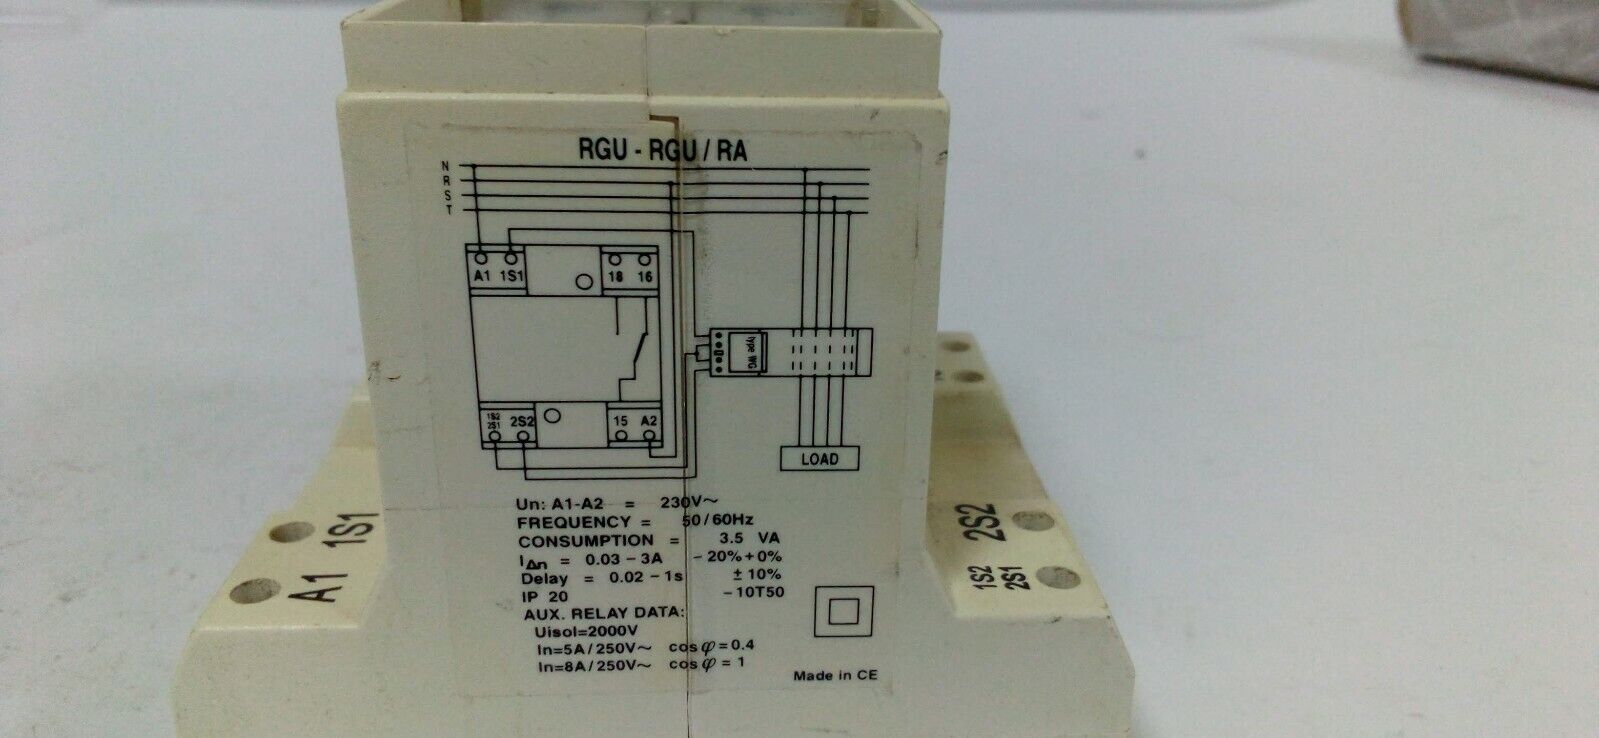 RGU - RGU / RA
N
R
S
T
A1 1S1 18 16
type WG
1S2
2S1
2S2 15 A2
LOAD
Un: A1-A2 = 230V~
FREQUENCY = 50/60Hz
CONSUMPTION = 3.5 VA
I∆n = 0.03 - 3A -20%+0%
Delay = 0.02 - 1s ±10%
IP 20 -10T50
AUX. RELAY DATA:
Uisol=2000V
In=5A/250V~ cos φ = 0.4
In=8A/250V~ cos φ = 1
Made in CE
A1 1S1
2S2
1S2
2S1